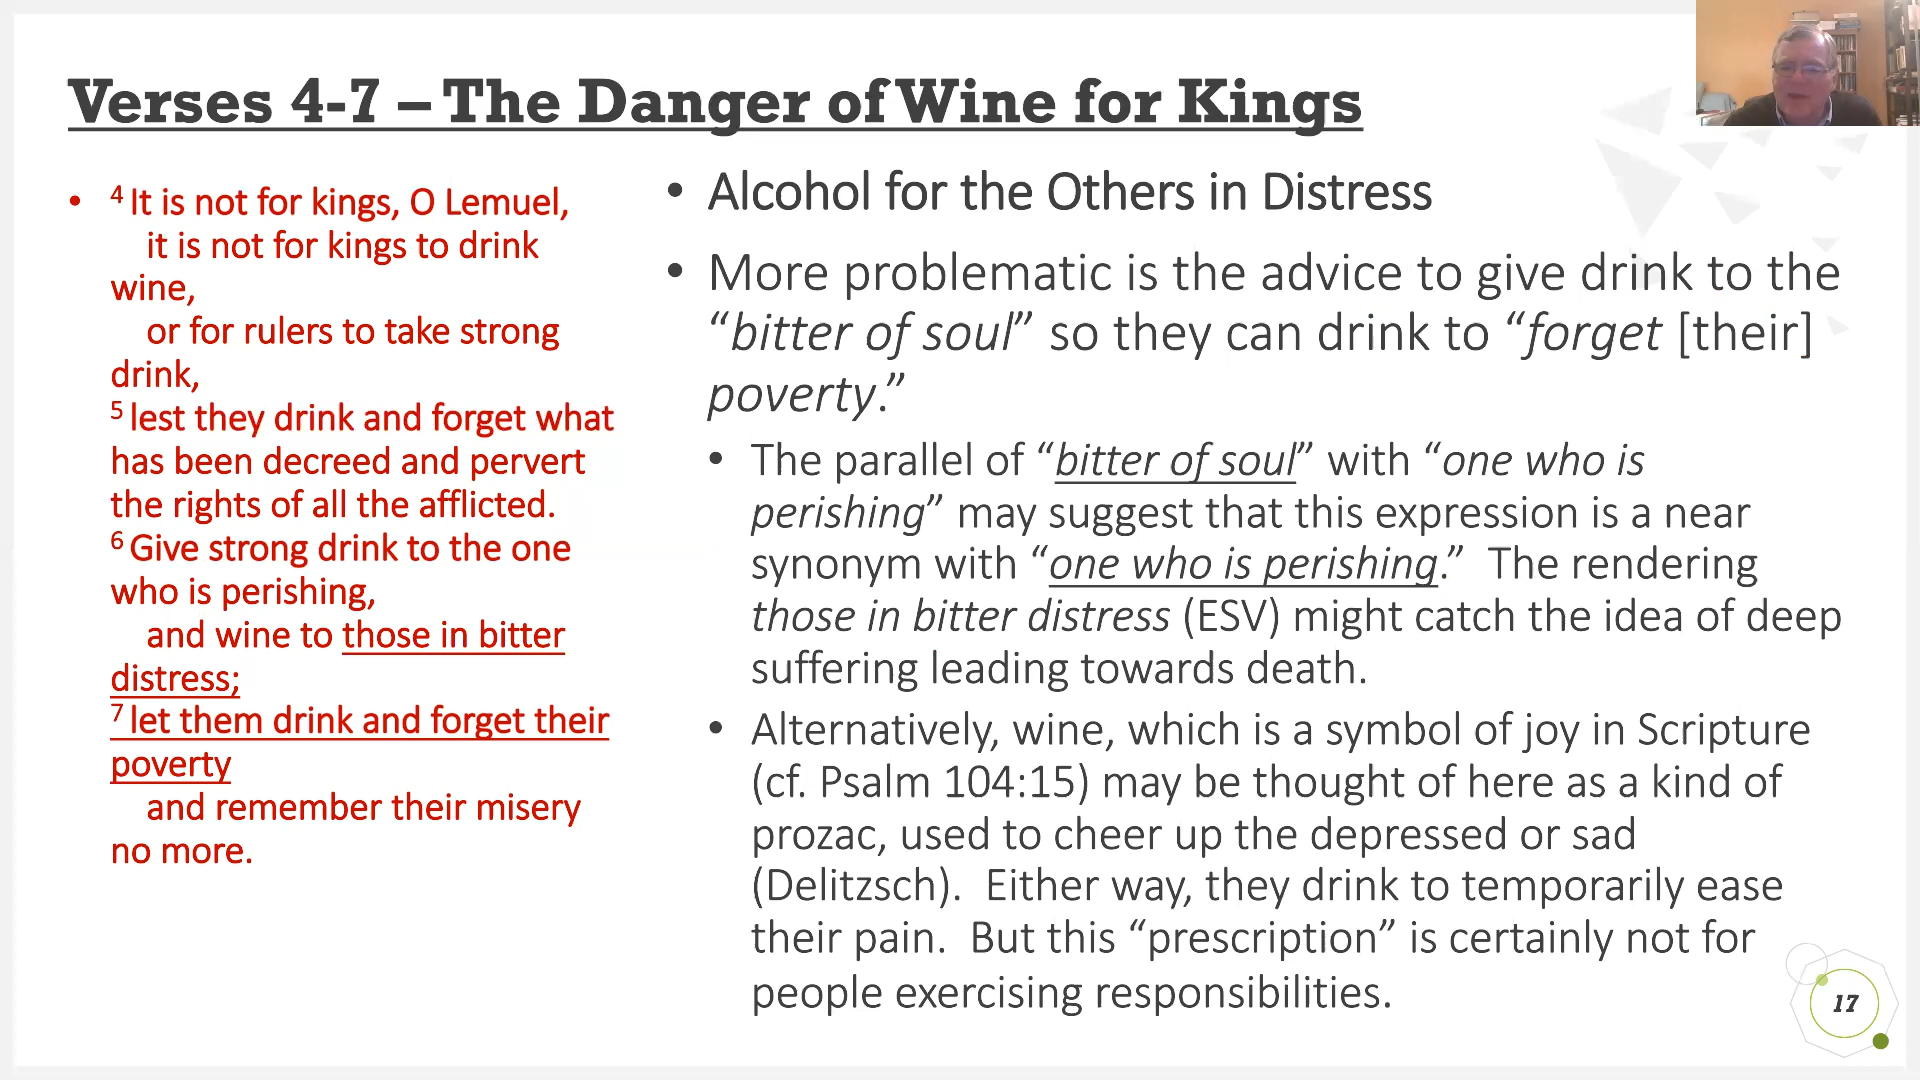 Verses 4-7 – The Danger of Wine for Kings
• 4 It is not for kings, O Lemuel,
it is not for kings to drink
wine,
or for rulers to take strong
drink,
5 lest they drink and forget what
has been decreed and pervert
the rights of all the afflicted.
6 Give strong drink to the one
who is perishing,
and wine to those in bitter
distress;
7 let them drink and forget their
poverty
and remember their misery
no more.
• Alcohol for the Others in Distress
• More problematic is the advice to give drink to the
“bitter of soul” so they can drink to “forget [their]
poverty.”
• The parallel of “bitter of soul” with “one who is
perishing” may suggest that this expression is a near
synonym with “one who is perishing.” The rendering
those in bitter distress (ESV) might catch the idea of deep
suffering leading towards death.
• Alternatively, wine, which is a symbol of joy in Scripture
(cf. Psalm 104:15) may be thought of here as a kind of
prozac, used to cheer up the depressed or sad
(Delitzsch). Either way, they drink to temporarily ease
their pain. But this “prescription” is certainly not for
people exercising responsibilities.
17